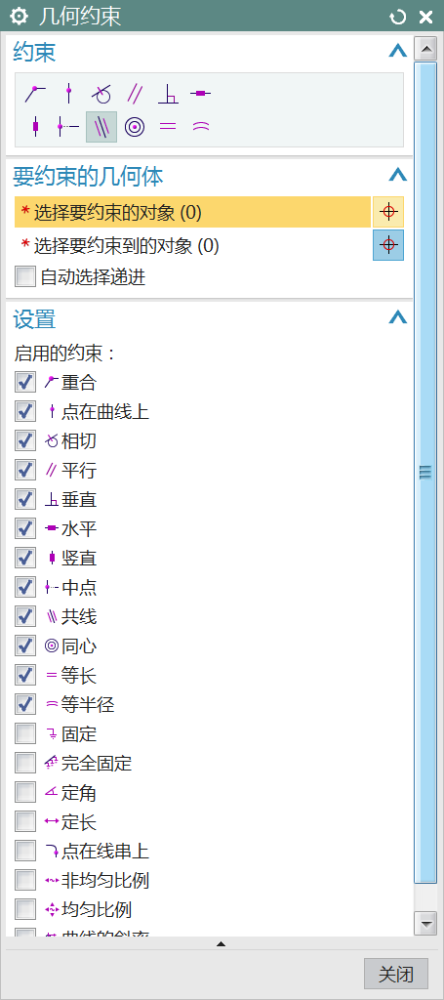 几何约束
约束
要约束的几何体
* 选择要约束的对象 (0)
* 选择要约束到的对象 (0)
自动选择递进
设置
启用的约束：
重合
点在曲线上
相切
平行
垂直
水平
竖直
中点
共线
同心
等长
等半径
固定
完全固定
定角
定长
点在线串上
非均匀比例
均匀比例
曲线的斜率
关闭